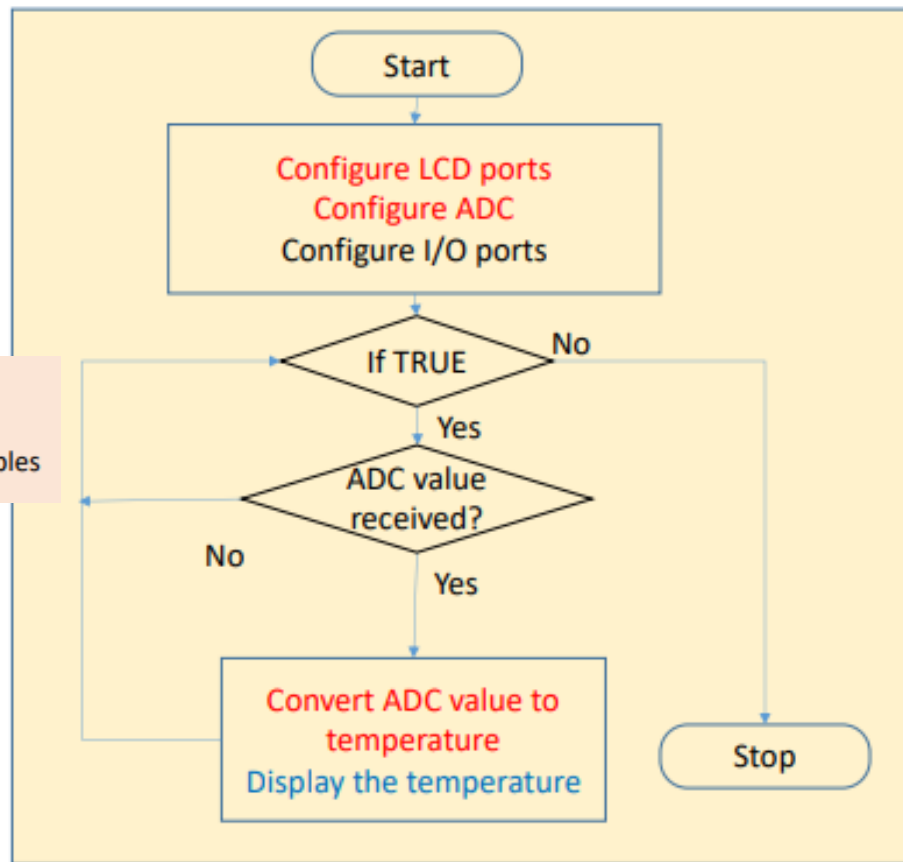 Start
Configure LCD ports
Configure ADC
Configure I/O ports
If TRUE
No
Yes
ADC value
received?
No
Yes
Convert ADC value to
temperature
Display the temperature
Stop